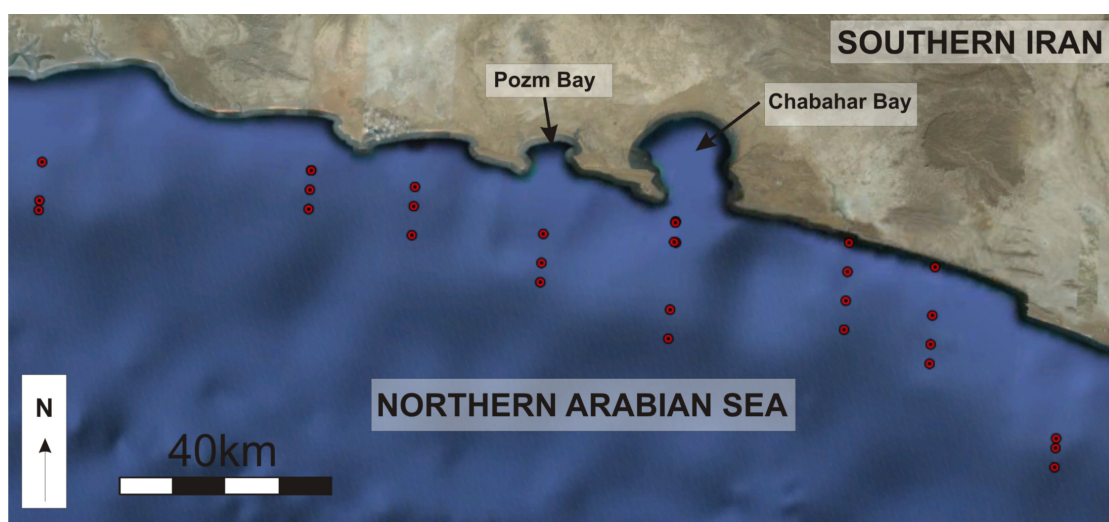 SOUTHERN IRAN
Pozm Bay
Chabahar Bay
NORTHERN ARABIAN SEA
N
40km